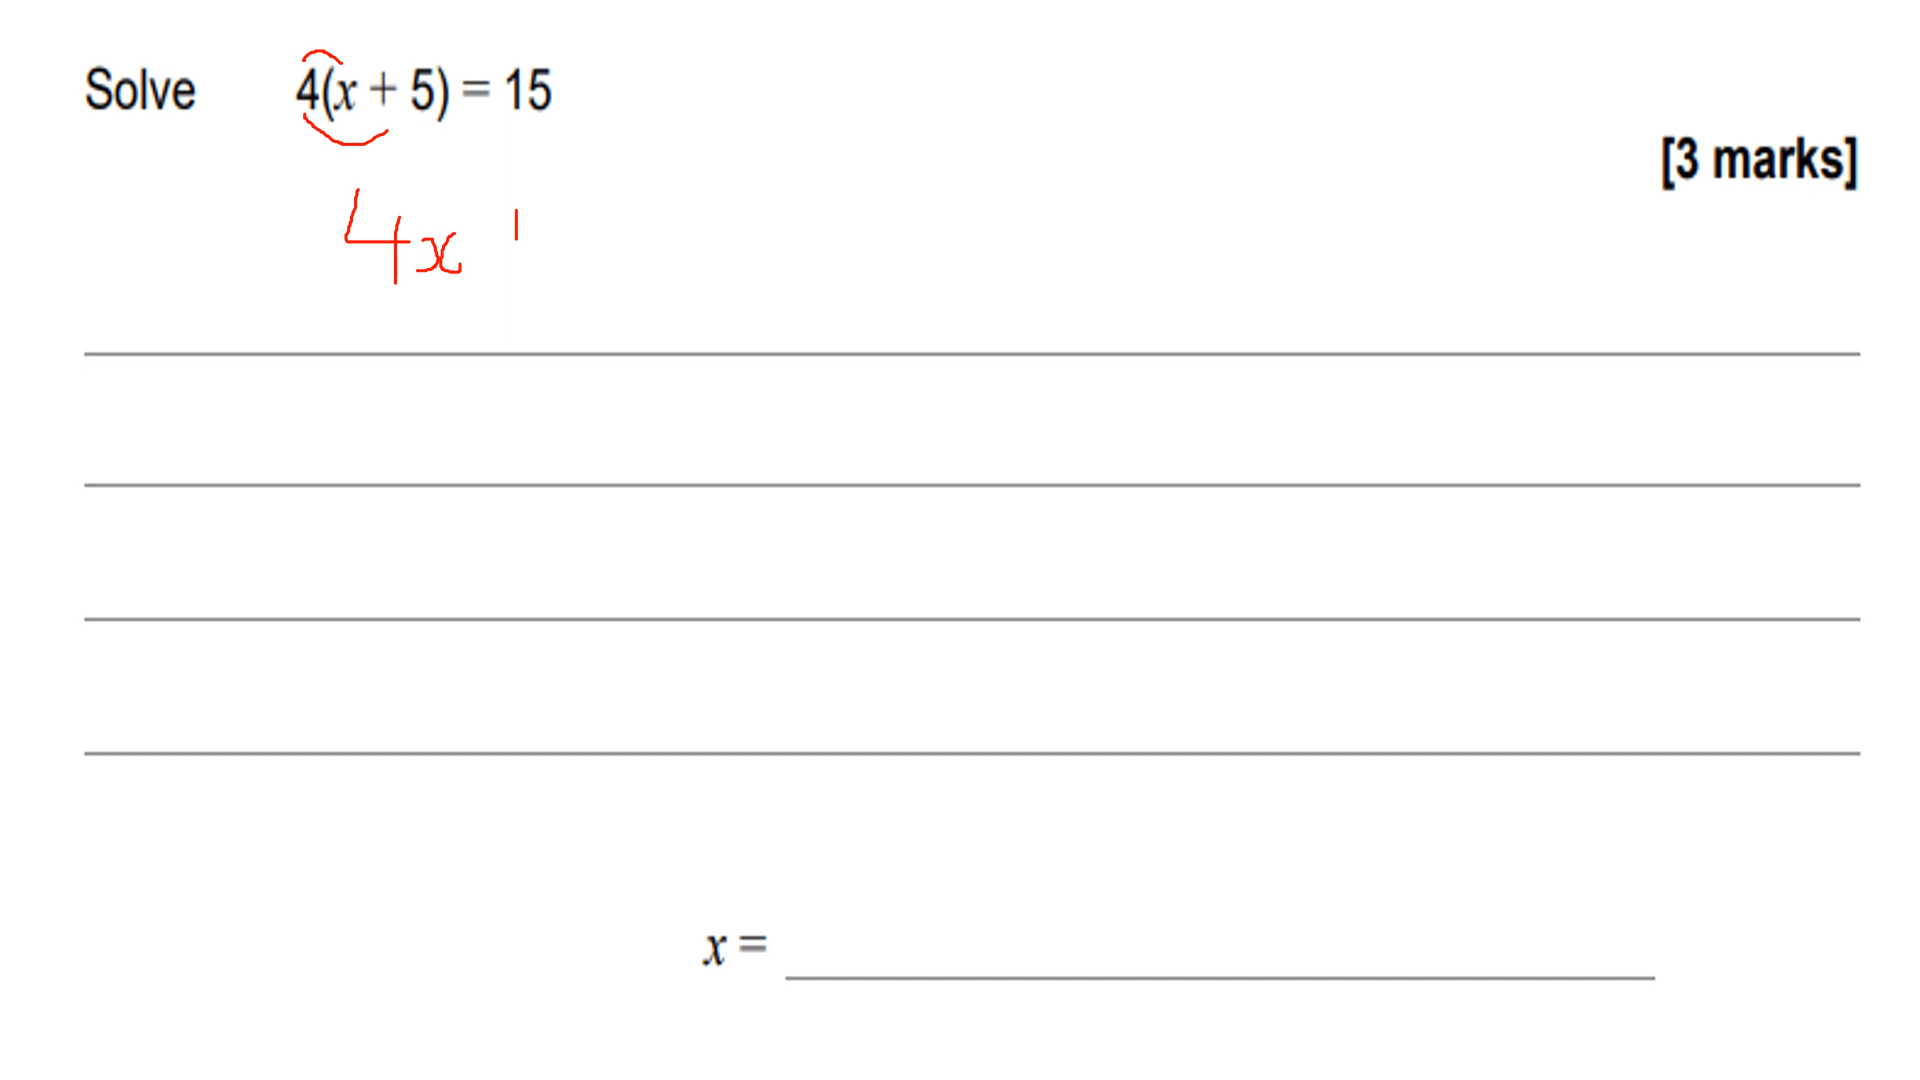 Solve 4(x + 5) = 15
[3 marks]
4x
x =